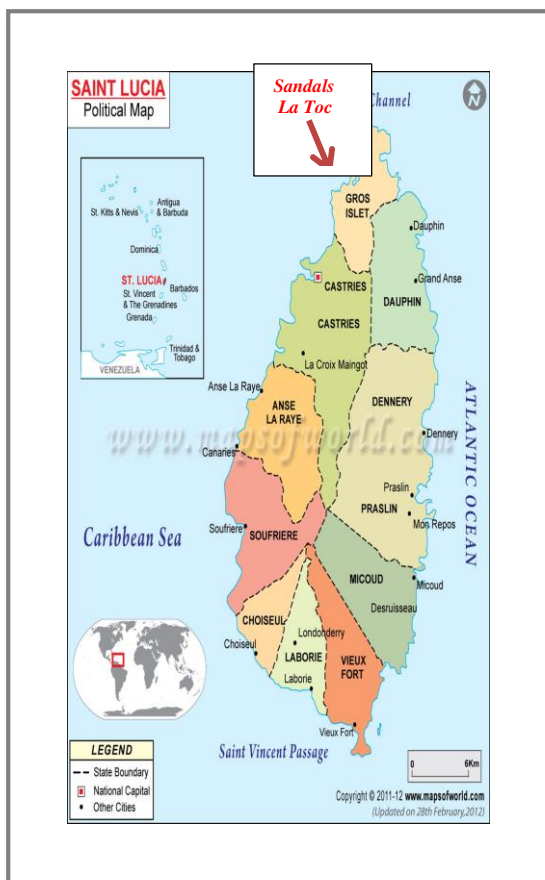 SAINT LUCIA
Political Map
Sandals
La Toc
Channel
N
GROS
ISLET
Dauphin
Grand Anse
DAUPHIN
CASTRIES
CASTRIES
La Croix Maingot
Antigua
& Barbuda
St. Kitts & Nevis
Dominica
ST. LUCIA
Barbados
St. Vincent
& The Grenadines
Grenada
Trinidad &
Tobago
VENEZUELA
Anse La Raye
ANSE
LA RAYE
DENNERY
Dennery
www.mapsofworld.com
Canaries
Praslin
PRASLIN
Mon Repos
ATLANTIC OCEAN
Caribbean Sea
Soufriere
SOUFRIERE
MICOUD
Micoud
Desruisseau
CHOISEUL
Choiseul
Londonderry
LABORIE
Laborie
VIEUX
FORT
Vieux Fort
Saint Vincent Passage
LEGEND
State Boundary
National Capital
Other Cities
0 6Km
Copyright © 2011-12 www.mapsofworld.com
(Updated on 28th February,2012)